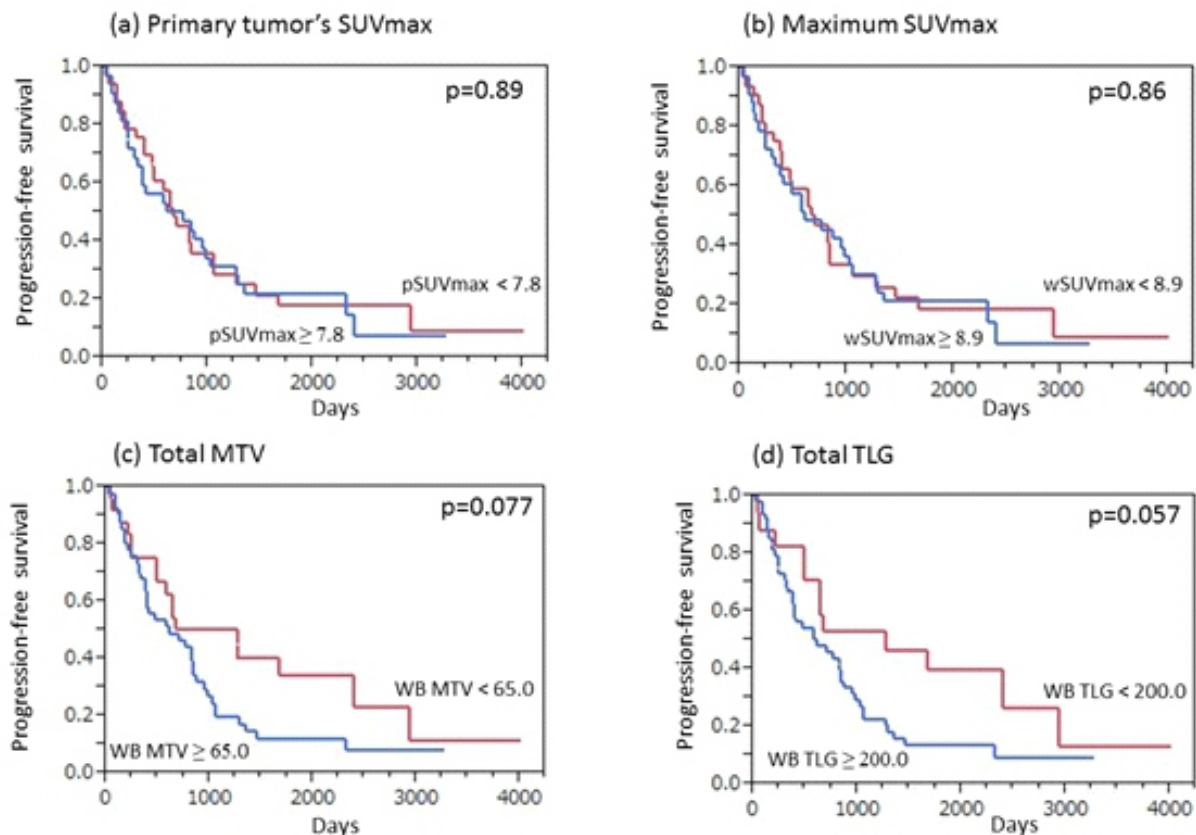 (a) Primary tumor's SUVmax
Progression-free survival
1.0
0.8
0.6
0.4
0.2
0.0
p=0.89
pSUVmax < 7.8
pSUVmax ≥ 7.8
0 1000 2000 3000 4000
Days
(b) Maximum SUVmax
Progression-free survival
1.0
0.8
0.6
0.4
0.2
0.0
p=0.86
wSUVmax < 8.9
wSUVmax ≥ 8.9
0 1000 2000 3000 4000
Days
(c) Total MTV
Progression-free survival
1.0
0.8
0.6
0.4
0.2
0.0
p=0.077
WB MTV < 65.0
WB MTV ≥ 65.0
0 1000 2000 3000 4000
Days
(d) Total TLG
Progression-free survival
1.0
0.8
0.6
0.4
0.2
0.0
p=0.057
WB TLG < 200.0
WB TLG ≥ 200.0
0 1000 2000 3000 4000
Days